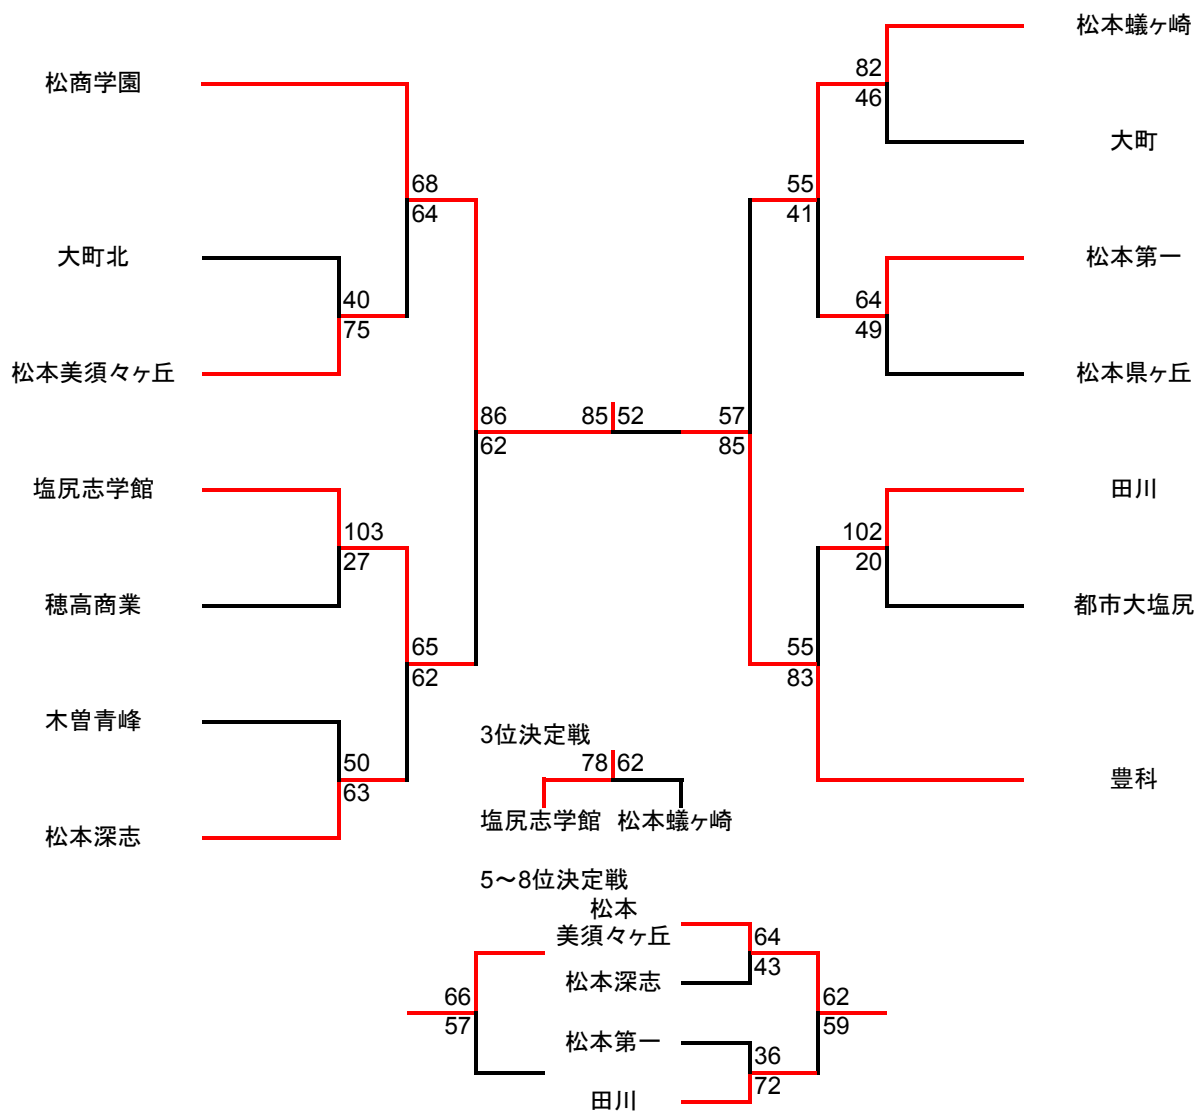 松本蟻ヶ崎
82
松商学園
46
大町
68
55
64
41
大町北
松本第一
40
64
75
49
松本美須々ヶ丘
松本県ヶ丘
86
85
52
57
62
85
塩尻志学館
田川
103
102
27
20
穂高商業
都市大塩尻
65
55
62
83
木曽青峰
3位決定戦
50
78
62
63
豊科
塩尻志学館
松本蟻ヶ崎
松本深志
5～8位決定戦
松本
美須々ヶ丘
64
43
松本深志
66
62
57
59
松本第一
36
72
田川